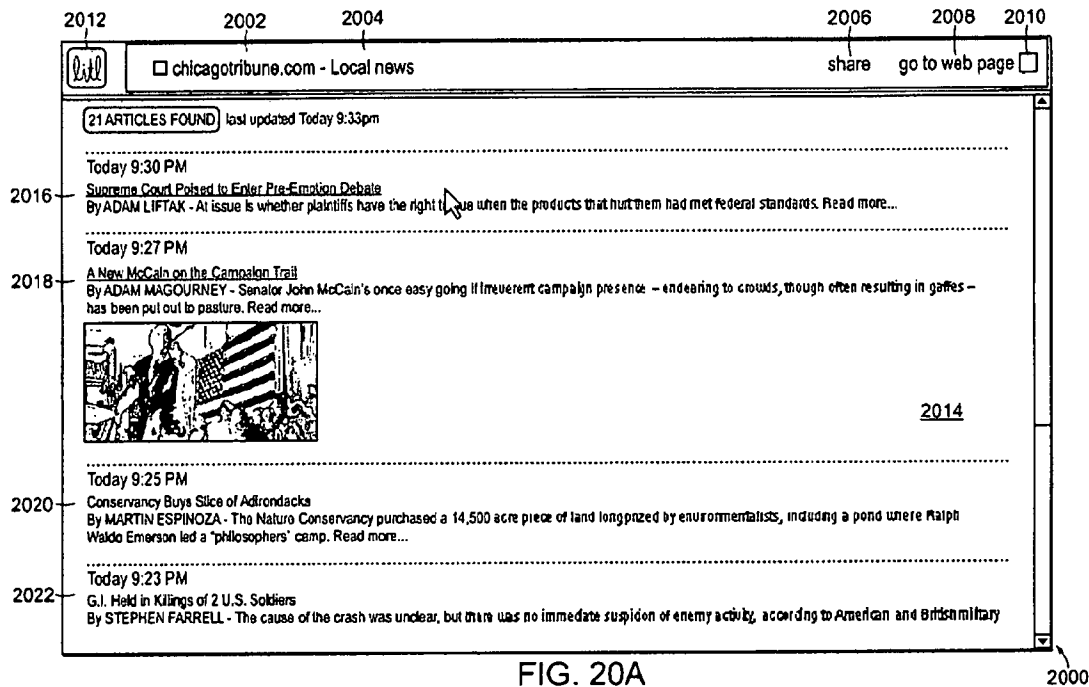 2012 2002 2004 2006 2008 2010
litl chicagotribune.com - Local news share go to web page
21 ARTICLES FOUND last updated Today 9:33pm
Today 9:30 PM
2016 Supreme Court Poised to Enter Pre-Emotion Debate
By ADAM LIFTAK - At issue is whether plaintiffs have the right when the products that hurt them had met federal standards. Read more...
Today 9:27 PM
2018 A New McCain on the Campaign Trail
By ADAM MAGOURNEY - Senator John McCain's once easy going if irreverent campaign presence – endearing to crowds, though often resulting in gaffes –
has been put out to pasture. Read more...
2014
Today 9:25 PM
2020 Conservancy Buys Slice of Adirondacks
By MARTIN ESPINOZA - The Nature Conservancy purchased a 14,500 acre piece of land longprized by environmentalists, including a pond where Ralph
Waldo Emerson led a "philosophers' camp. Read more...
Today 9:23 PM
2022 G.I. Held in Killings of 2 U.S. Soldiers
By STEPHEN FARRELL - The cause of the crash was unclear, but there was no immediate suspicion of enemy activity, according to American and British military
FIG. 20A
2000